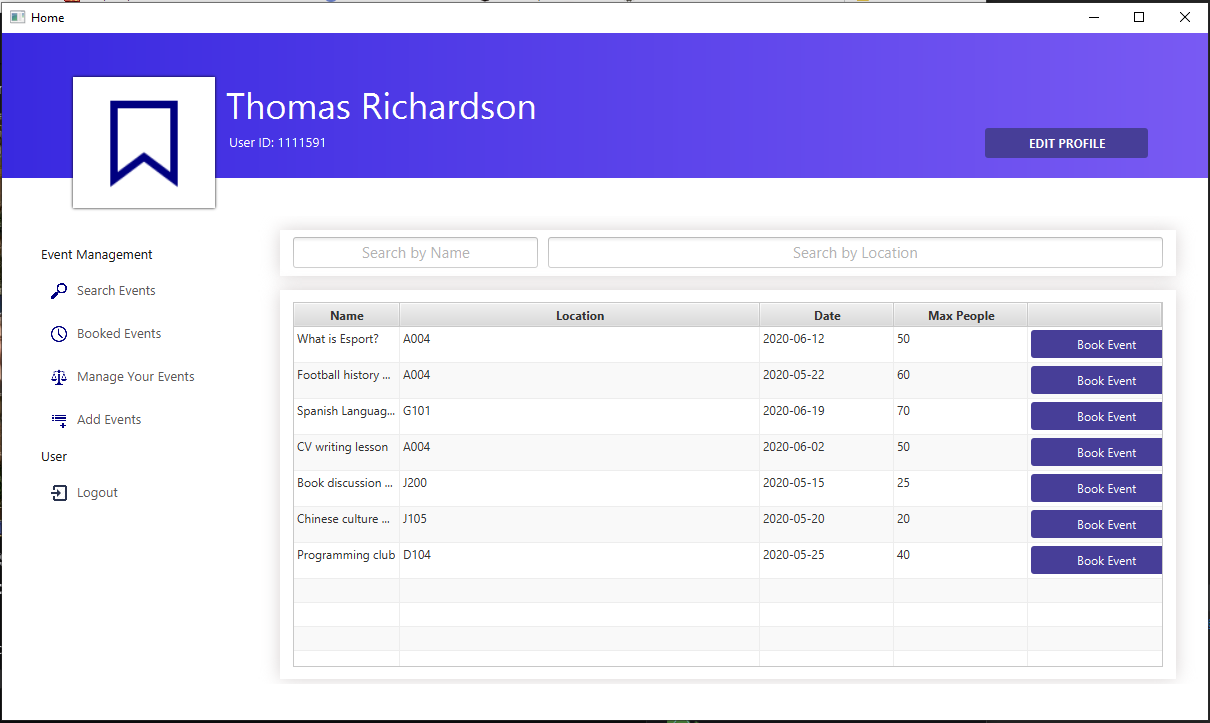 Home
Thomas Richardson
User ID: 1111591
EDIT PROFILE
Event Management
Search Events
Booked Events
Manage Your Events
Add Events
User
Logout
Search by Name Search by Location
Name Location Date Max People
What is Esport? A004 2020-06-12 50 Book Event
Football history ... A004 2020-05-22 60 Book Event
Spanish Languag... G101 2020-06-19 70 Book Event
CV writing lesson A004 2020-06-02 50 Book Event
Book discussion ... J200 2020-05-15 25 Book Event
Chinese culture ... J105 2020-05-20 20 Book Event
Programming club D104 2020-05-25 40 Book Event